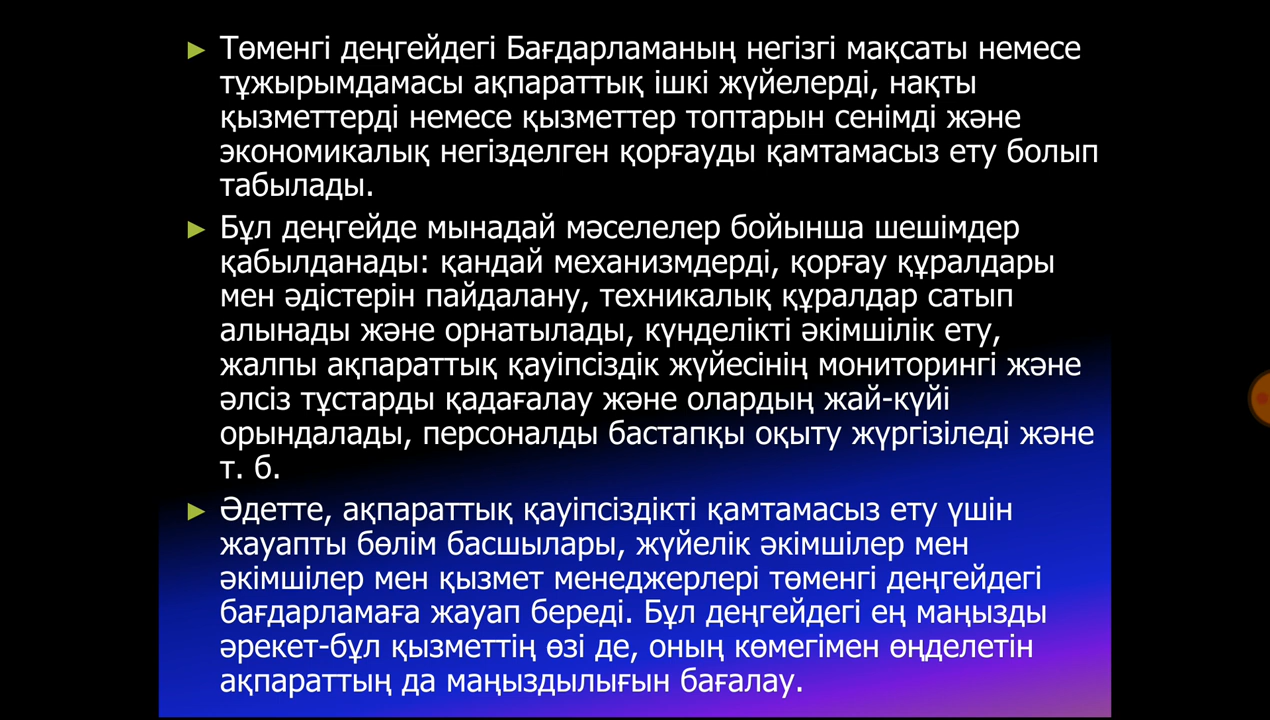 Төменгі деңгейдегі Бағдарламаның негізгі мақсаты немесе
тұжырымдамасы ақпараттық ішкі жүйелерді, нақты
қызметтерді немесе қызметтер топтарын сенімді және
экономикалық негізделген қорғауды қамтамасыз ету болып
табылады.
Бұл деңгейде мынадай мәселелер бойынша шешімдер
қабылданады: қандай механизмдерді, қорғау құралдары
мен әдістерін пайдалану, техникалық құралдар сатып
алынады және орнатылады, күнделікті әкімшілік ету,
жалпы ақпараттық қауіпсіздік жүйесінің мониторингі және
әлсіз тұстарды қадағалау және олардың жай-күйі
орындалады, персоналды бастапқы оқыту жүргізіледі және
т. б.
Әдетте, ақпараттық қауіпсіздікті қамтамасыз ету үшін
жауапты бөлім басшылары, жүйелік әкімшілер мен
әкімшілер мен қызмет менеджерлері төменгі деңгейдегі
бағдарламаға жауап береді. Бұл деңгейдегі ең маңызды
әрекет-бұл қызметтің өзі де, оның көмегімен өңделетін
ақпараттың да маңыздылығын бағалау.